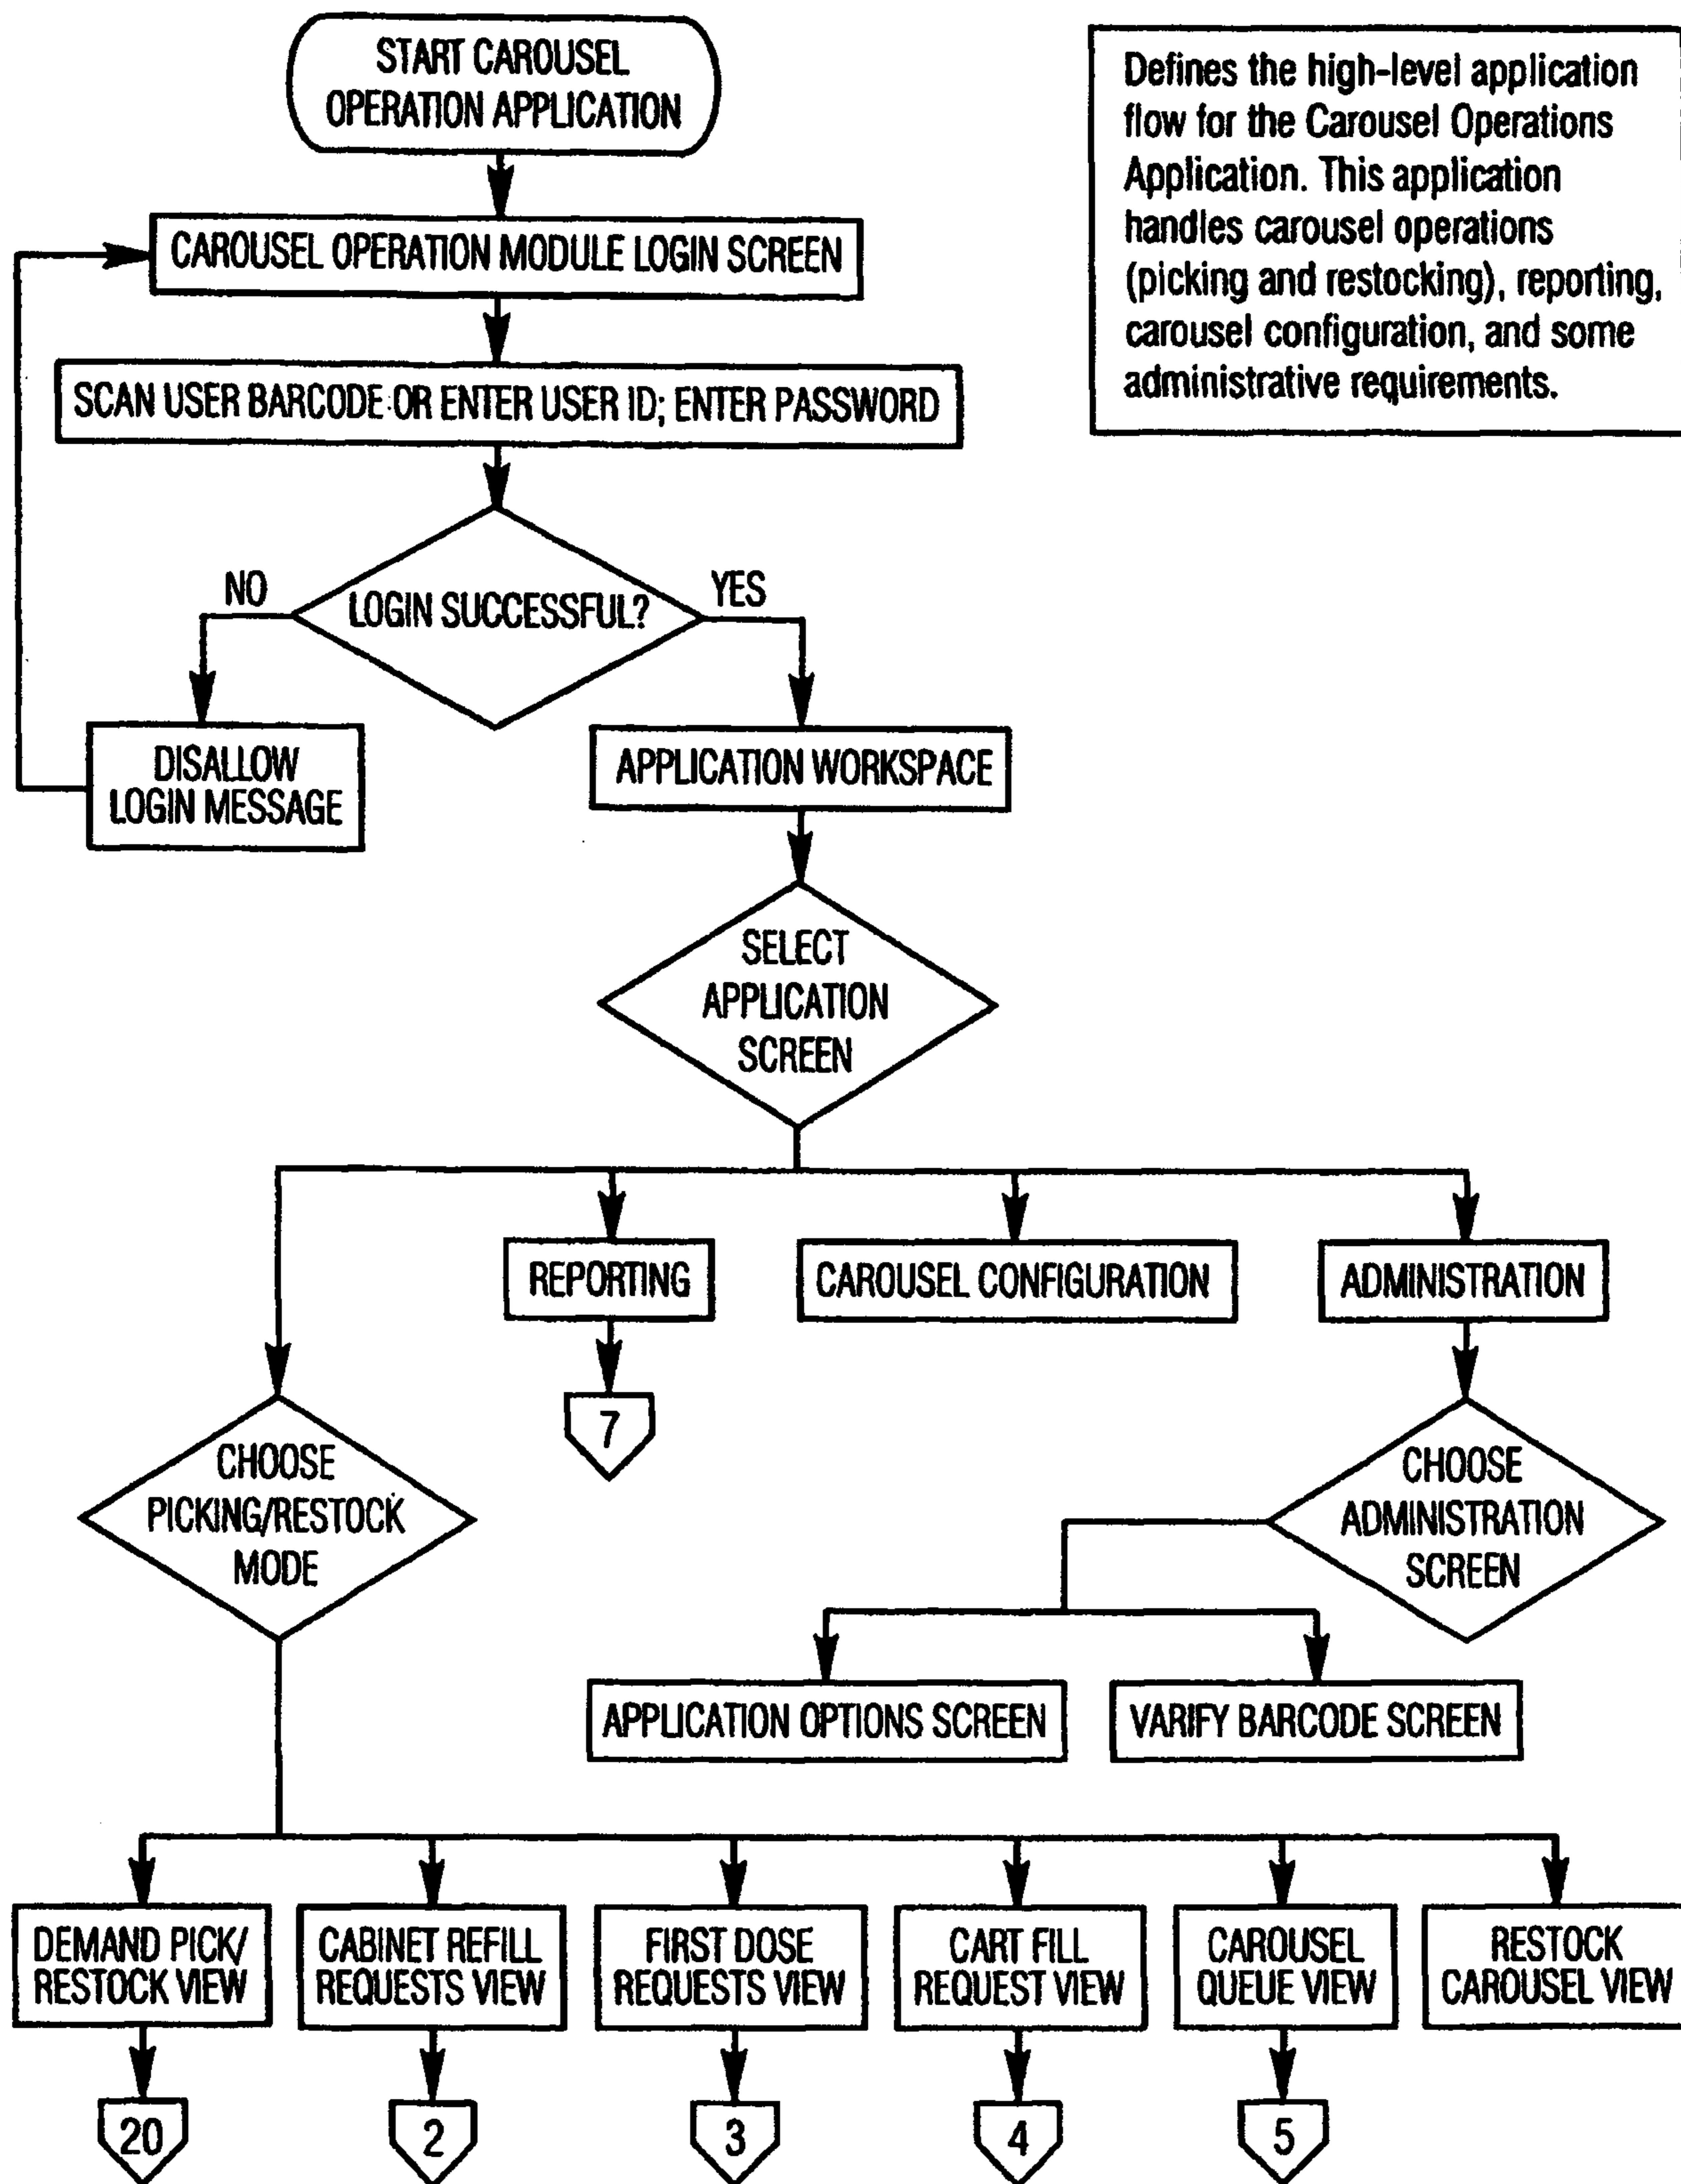 START CAROUSEL
OPERATION APPLICATION
Defines the high-level application
flow for the Carousel Operations
Application. This application
handles carousel operations
(picking and restocking), reporting,
carousel configuration, and some
administrative requirements.
CAROUSEL OPERATION MODULE LOGIN SCREEN
SCAN USER BARCODE OR ENTER USER ID; ENTER PASSWORD
NO
YES
LOGIN SUCCESSFUL?
DISALLOW
LOGIN MESSAGE
APPLICATION WORKSPACE
SELECT
APPLICATION
SCREEN
REPORTING
CAROUSEL CONFIGURATION
ADMINISTRATION
7
CHOOSE
PICKING/RESTOCK
MODE
CHOOSE
ADMINISTRATION
SCREEN
APPLICATION OPTIONS SCREEN
VARIFY BARCODE SCREEN
DEMAND PICK/
RESTOCK VIEW
CABINET REFILL
REQUESTS VIEW
FIRST DOSE
REQUESTS VIEW
CART FILL
REQUEST VIEW
CAROUSEL
QUEUE VIEW
RESTOCK
CAROUSEL VIEW
20
2
3
4
5